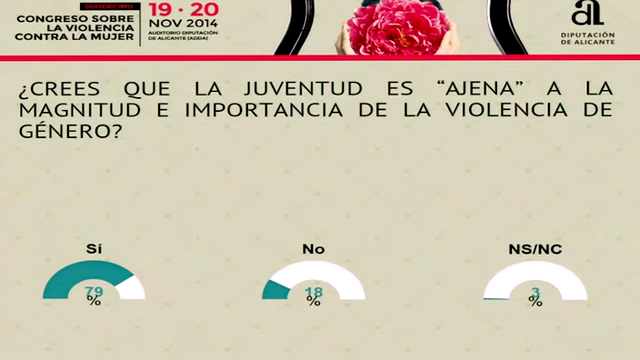 DUODÉCIMO
CONGRESO SOBRE
LA VIOLENCIA
CONTRA LA MUJER
19 · 20
NOV 2014
AUDITORIO DIPUTACIÓN
DE ALICANTE (ADDA)
DIPUTACIÓN
DE ALICANTE
¿CREES QUE LA JUVENTUD ES “AJENA” A LA
MAGNITUD E IMPORTANCIA DE LA VIOLENCIA DE
GÉNERO?
Sí
No
NS/NC
79
%
18
%
3
%